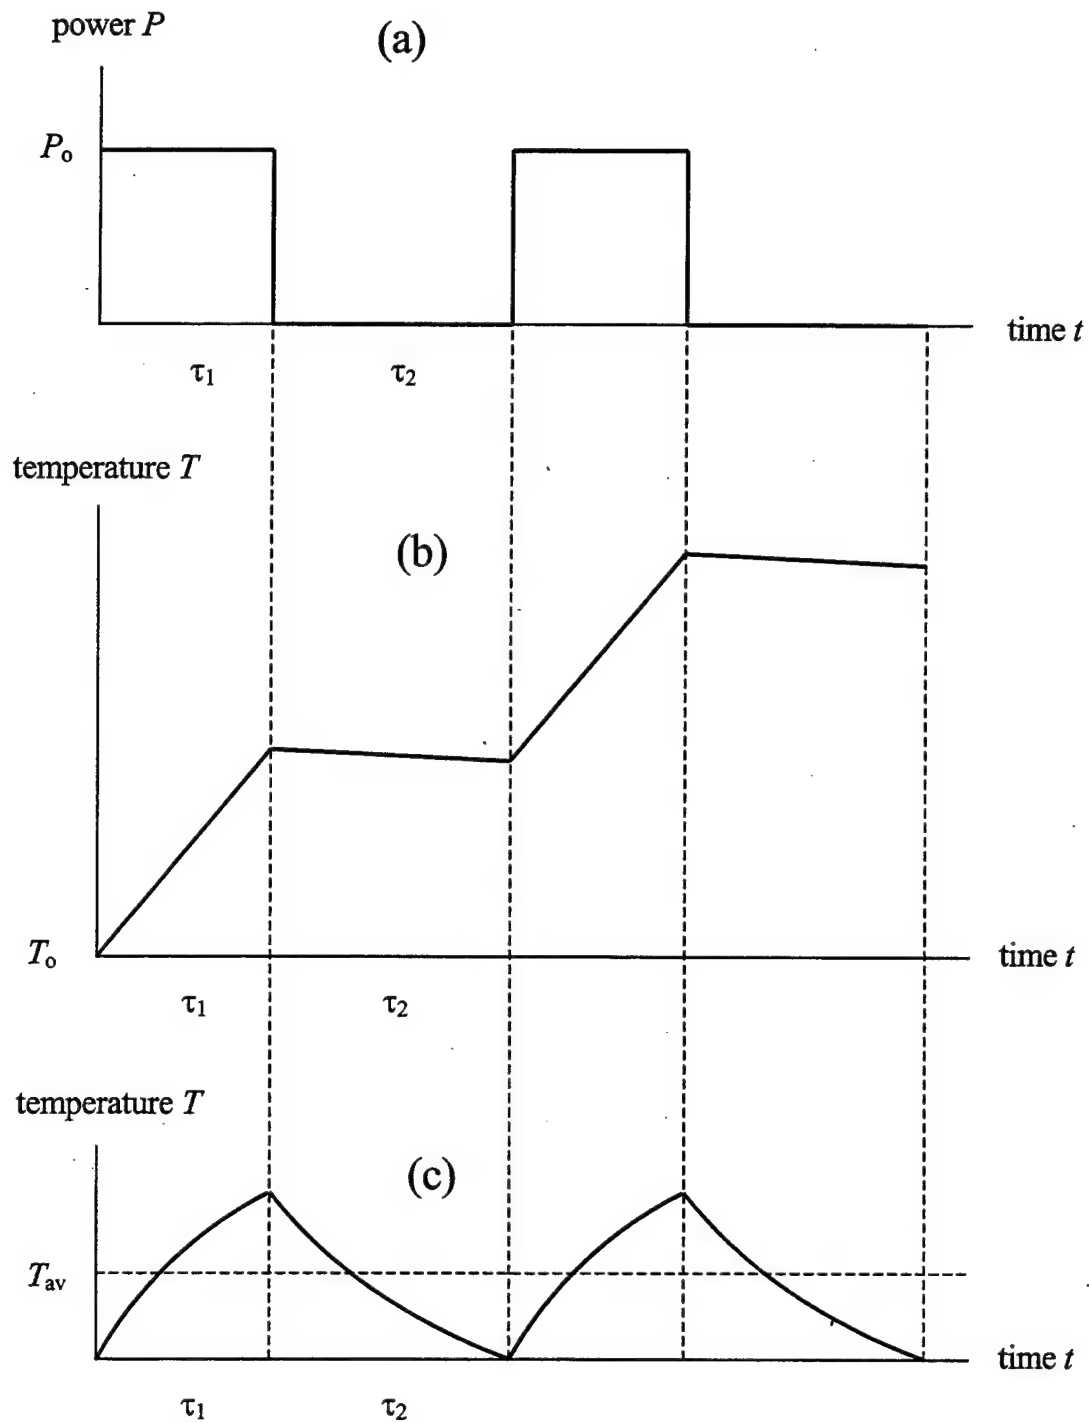 power P
(a)
Po
time t
τ1 τ2
temperature T
(b)
To
time t
τ1 τ2
temperature T
(c)
Tav
time t
τ1 τ2